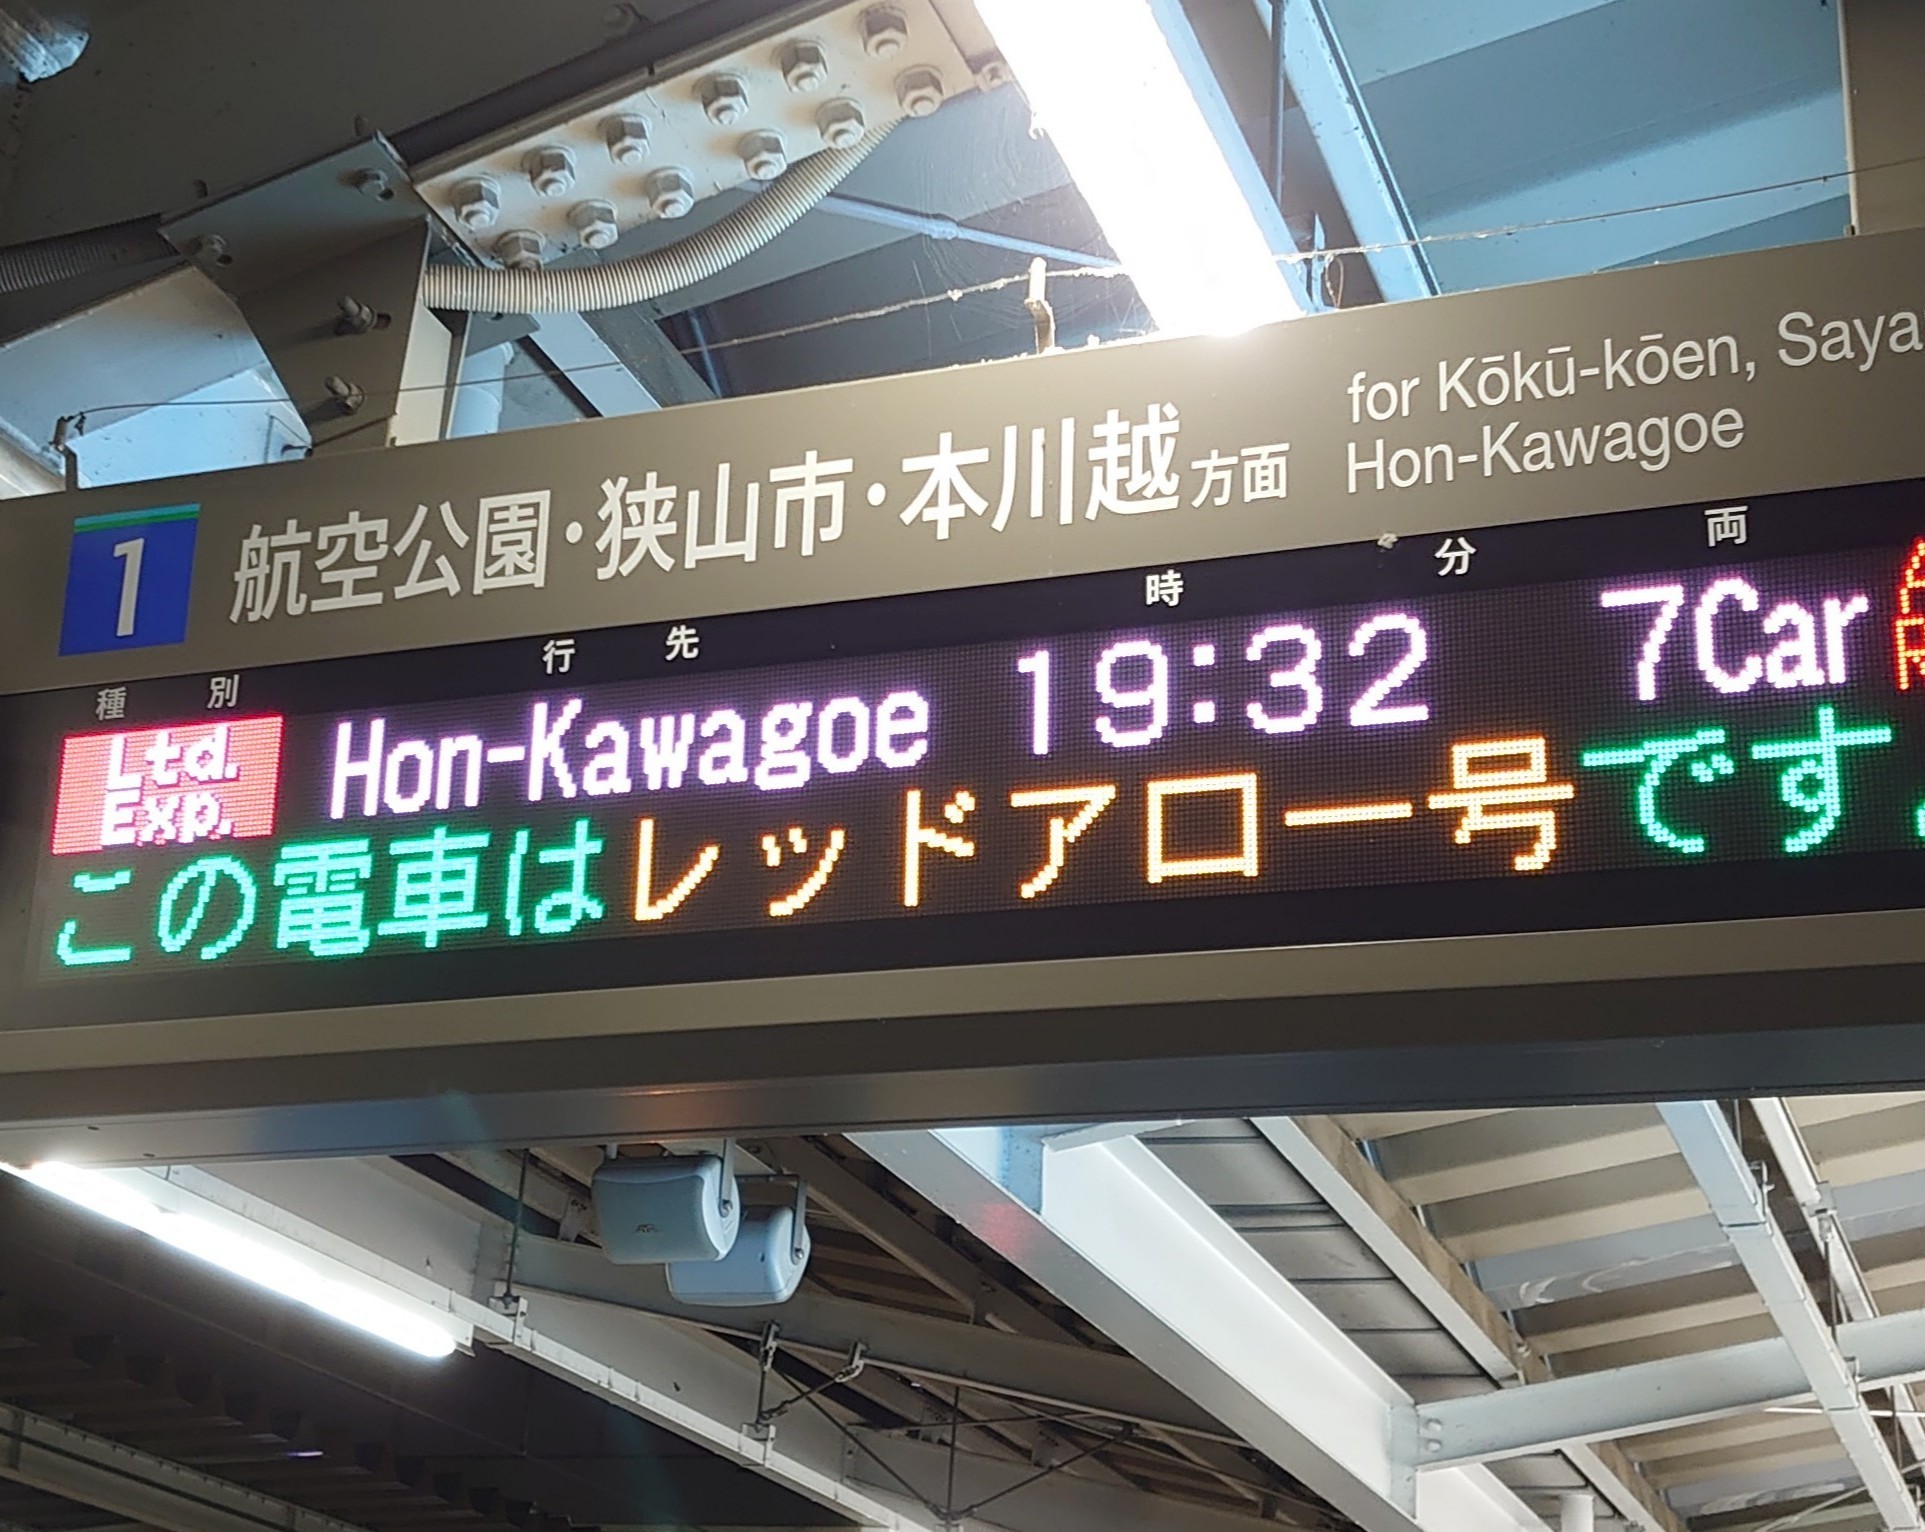 1 航空公園・狭山市・本川越方面 for Kōkū-kōen,
Hon-Kawagoe
種別 行先 時 分 両
Ltd. Exp. Hon-Kawagoe 19:32 7Car
この電車はレッドアロー号です